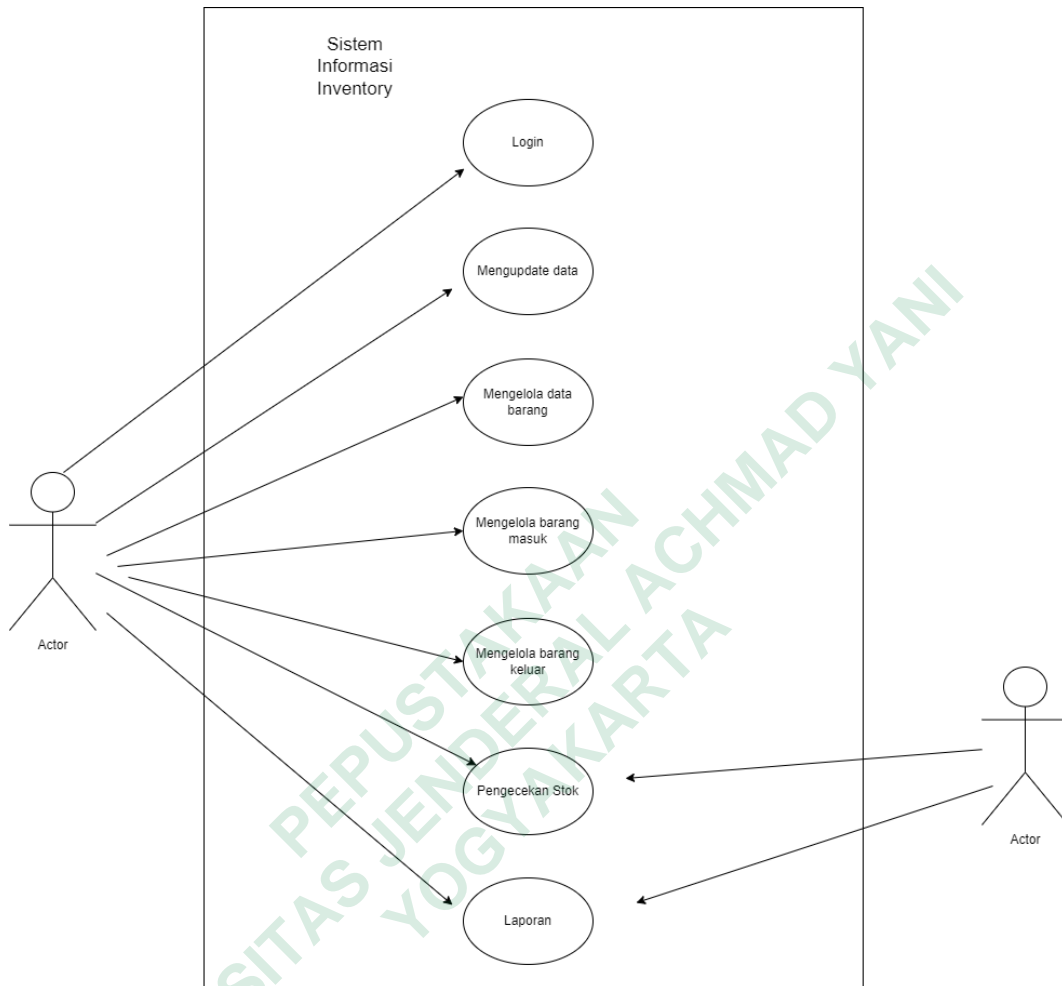 Sistem
Informasi
Inventory
Login
Mengupdate data
Mengelola data
barang
Mengelola barang
masuk
Mengelola barang
keluar
Pengecekan Stok
Laporan
Actor
Actor
PEPUSTAKAAN
SITAS JENDERAL ACHMAD YANI
YOGYAKARTA